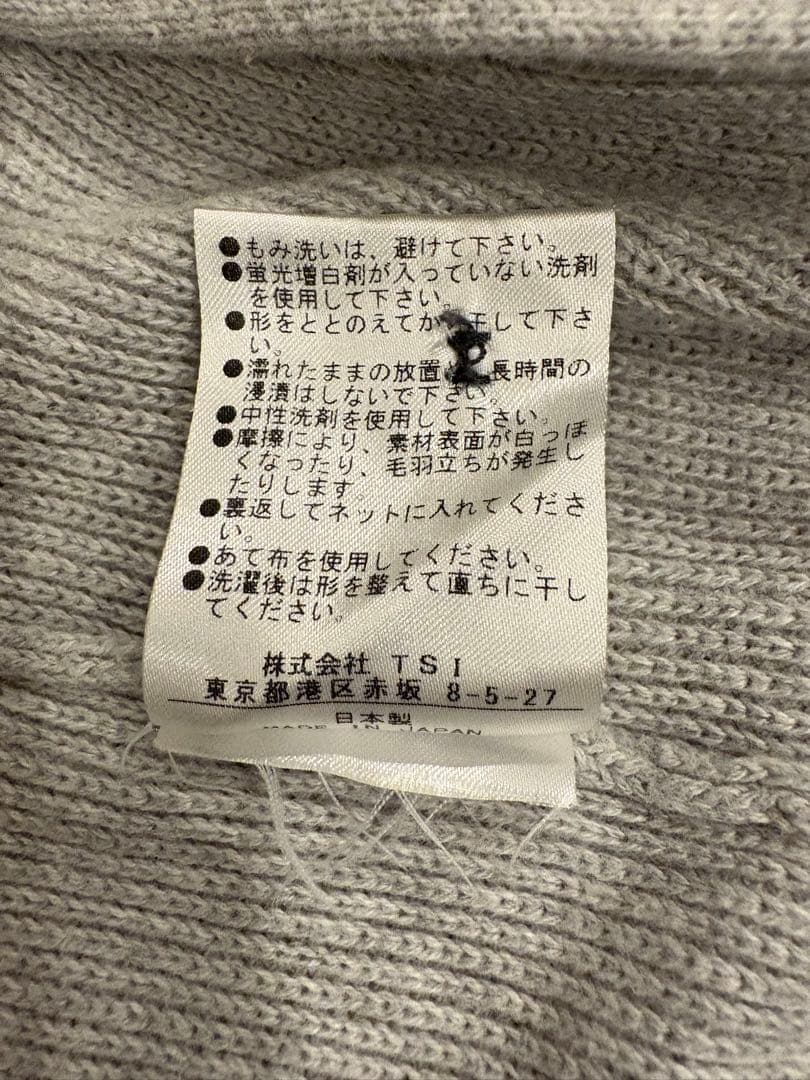 ●もみ洗いは、避けて下さい。
●蛍光増白剤が入っていない洗剤
を使用して下さい。
●形をととのえてか 干して下さ
い。
●濡れたままの放置 長時間の
浸漬はしないで下さい。
●中性洗剤を使用して下さい。
●摩擦により、素材表面が白っぽ
くなったり、毛羽立ちが発生し
たりします。
●裏返してネットに入れてくださ
い。
●あて布を使用してください。
●洗濯後は形を整えて直ちに干し
てください。
株式会社 TSI
東京都港区赤坂 8-5-27
日本製
MADE IN JAPAN